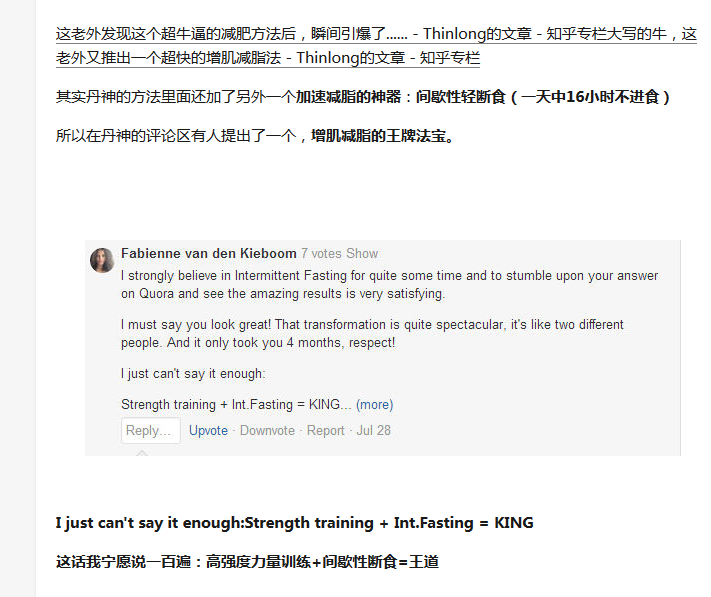 这老外发现这个超牛逼的减肥方法后，瞬间引爆了...... - Thinlong的文章 - 知乎专栏大写的牛，这
老外又推出一个超快的增肌减脂法 - Thinlong的文章 - 知乎专栏
其实丹神的方法里面还加了另外一个加速减脂的神器：间歇性轻断食（一天中16小时不进食）
所以在丹神的评论区有人提出了一个，增肌减脂的王牌法宝。
Fabienne van den Kieboom 7 votes Show
I strongly believe in Intermittent Fasting for quite some time and to stumble upon your answer
on Quora and see the amazing results is very satisfying.
I must say you look great! That transformation is quite spectacular, it's like two different
people. And it only took you 4 months, respect!
I just can't say it enough:
Strength training + Int.Fasting = KING... (more)
Reply... Upvote · Downvote · Report · Jul 28
I just can't say it enough:Strength training + Int.Fasting = KING
这话我宁愿说一百遍：高强度力量训练+间歇性断食=王道